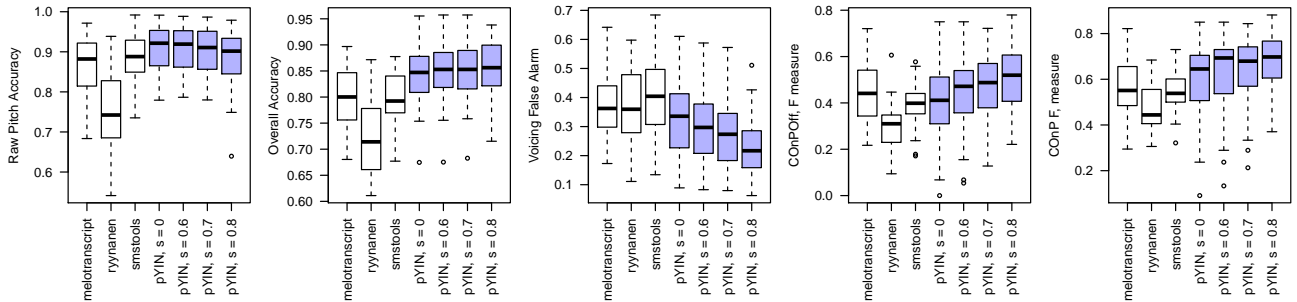 Raw Pitch Accuracy
1.0
0.9
0.8
0.7
0.6
melotranscript
ryynanen
smstools
pYIN, s = 0
pYIN, s = 0.6
pYIN, s = 0.7
pYIN, s = 0.8
Overall Accuracy
0.95
0.90
0.85
0.80
0.75
0.70
0.65
0.60
melotranscript
ryynanen
smstools
pYIN, s = 0
pYIN, s = 0.6
pYIN, s = 0.7
pYIN, s = 0.8
Voicing False Alarm
0.7
0.6
0.5
0.4
0.3
0.2
0.1
melotranscript
ryynanen
smstools
pYIN, s = 0
pYIN, s = 0.6
pYIN, s = 0.7
pYIN, s = 0.8
COnPOff, F measure
0.8
0.6
0.4
0.2
0.0
melotranscript
ryynanen
smstools
pYIN, s = 0
pYIN, s = 0.6
pYIN, s = 0.7
pYIN, s = 0.8
COnP F, measure
0.8
0.6
0.4
0.2
melotranscript
ryynanen
smstools
pYIN, s = 0
pYIN, s = 0.6
pYIN, s = 0.7
pYIN, s = 0.8